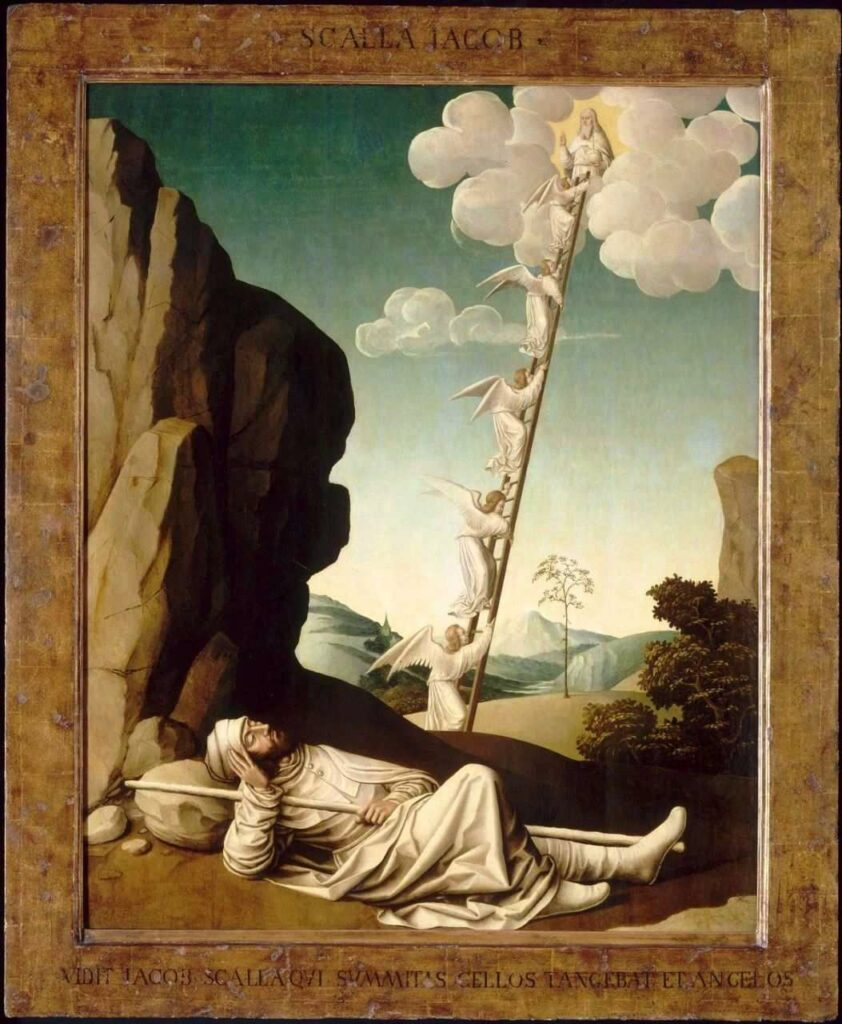 SCALLA IACOB
VIDIT IACOB SCALLA QVI SVMMITAS CELLOS TANGEBAT ET ANGELOS